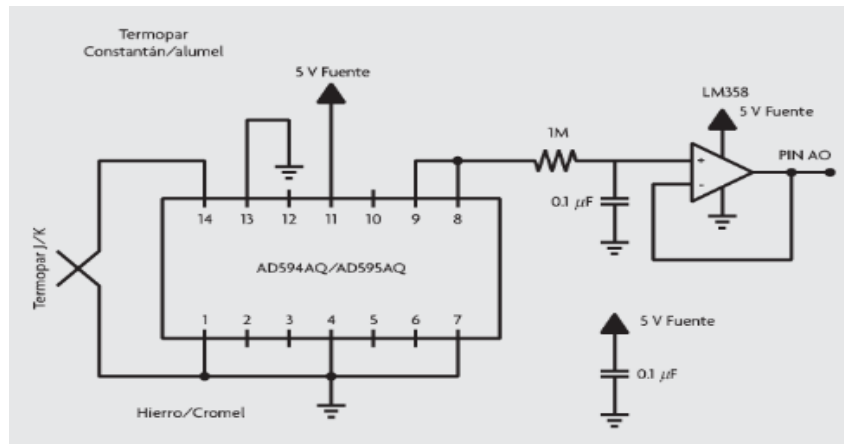 Termopar
Constantán/alumel
5 V Fuente
LM358
5 V Fuente
1M
PIN AO
+
-
0.1 μF
14 13 12 11 10 9 8
Termopar J/K
AD594AQ/AD595AQ
1 2 3 4 5 6 7
5 V Fuente
0.1 μF
Hierro/Cromel